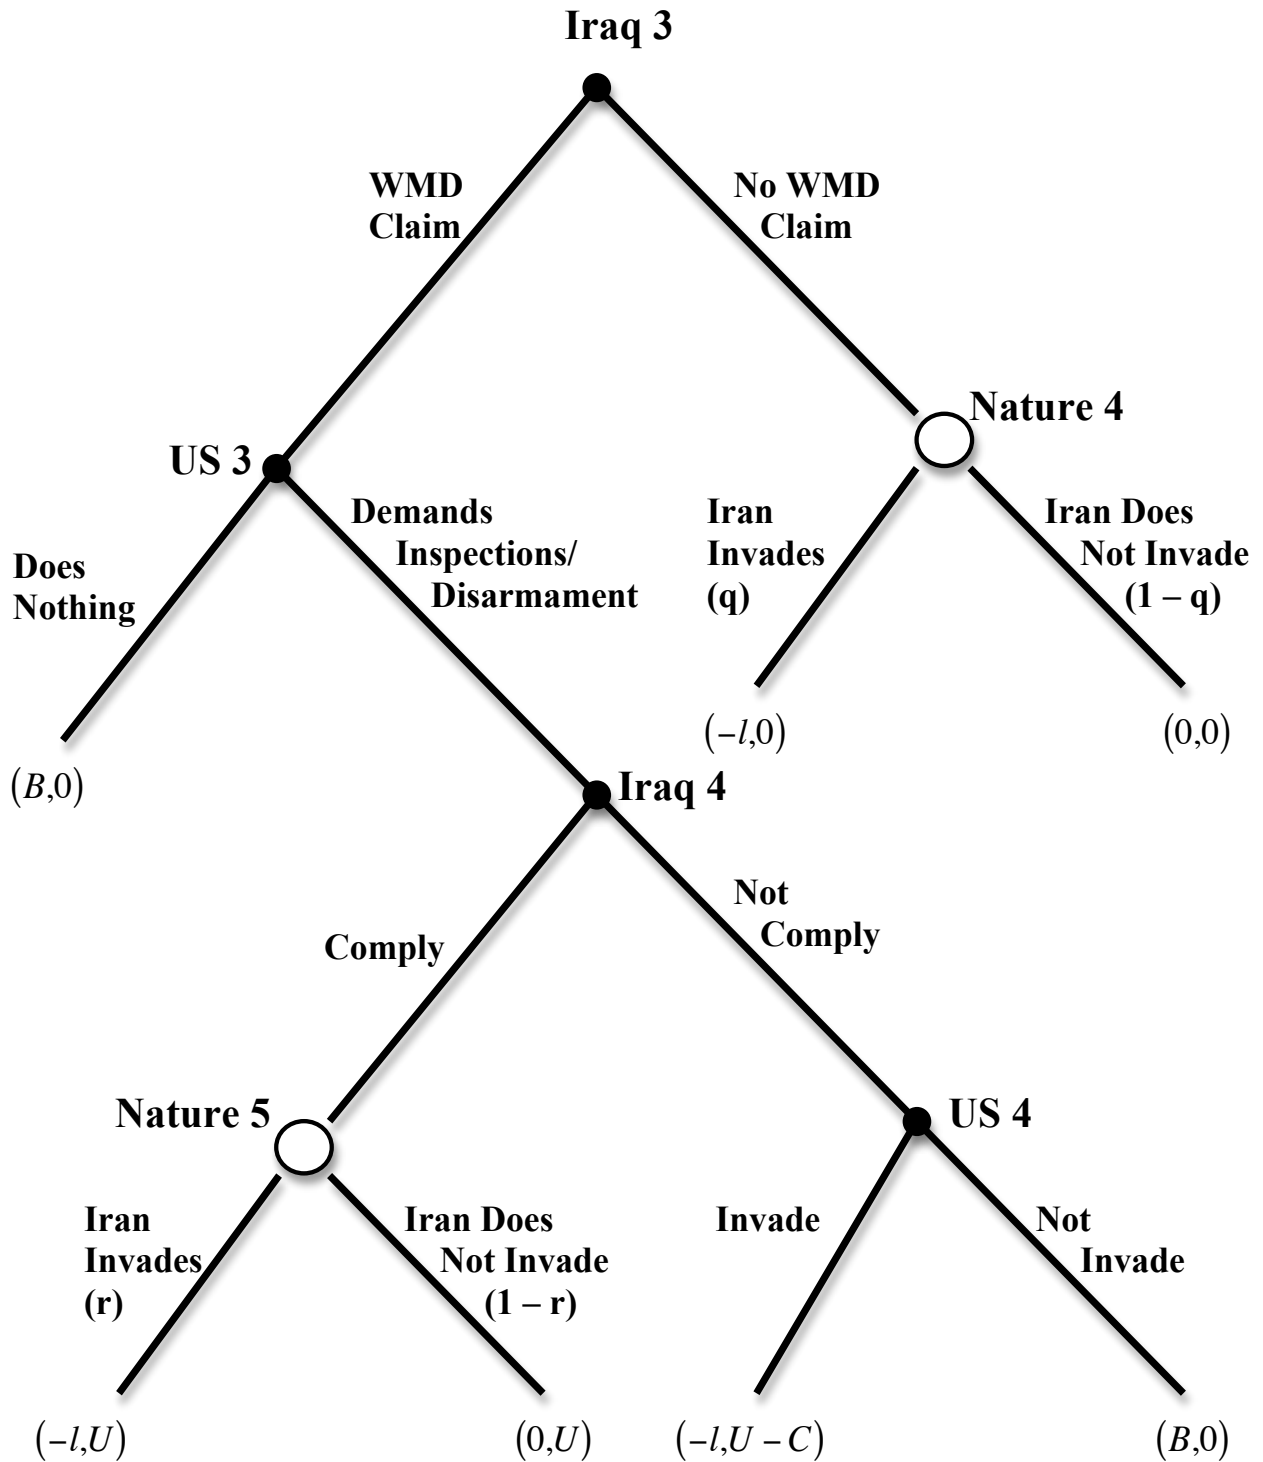 Iraq 3
WMD
Claim
No WMD
Claim
Nature 4
US 3
Demands
Inspections/
Disarmament
Does
Nothing
Iran
Invades
(q)
Iran Does
Not Invade
(1 – q)
(−l,0)
(0,0)
(B,0)
Iraq 4
Not
Comply
Comply
Nature 5
US 4
Iran
Invades
(r)
Iran Does
Not Invade
(1 – r)
Invade
Not
Invade
(−l,U)
(0,U)
(−l,U − C)
(B,0)